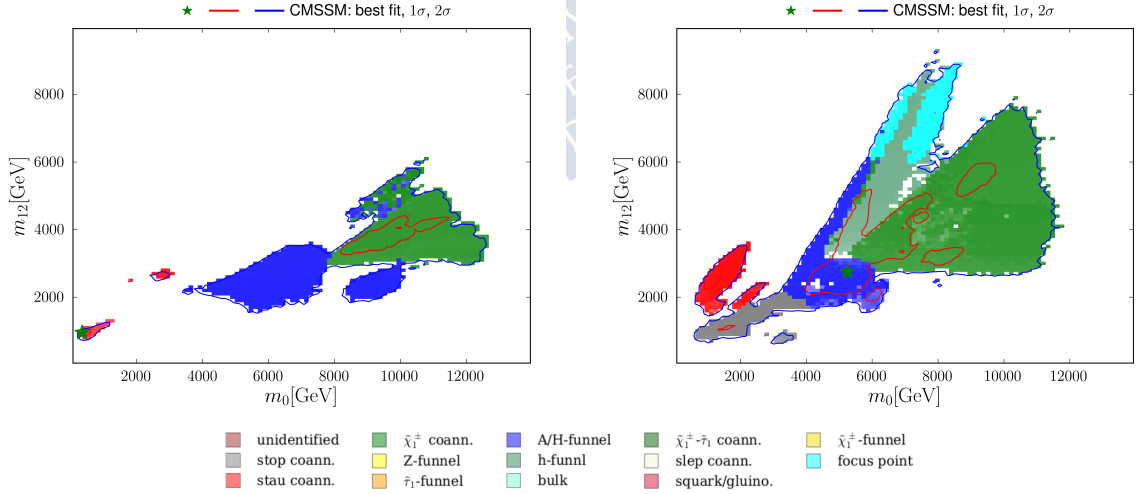 CMSSM: best fit, 1σ, 2σ
CMSSM: best fit, 1σ, 2σ
8000
6000
4000
2000
m₁₂[GeV]
2000 4000 6000 8000 10000 12000
m₀[GeV]
8000
6000
4000
2000
m₁₂[GeV]
2000 4000 6000 8000 10000 12000
m₀[GeV]
unidentified
stop coann.
stau coann.
χ̃₁± coann.
Z-funnel
τ̃₁-funnel
A/H-funnel
h-funnl
bulk
χ̃₁±-τ̃₁ coann.
slep coann.
squark/gluino.
χ̃₁±-funnel
focus point